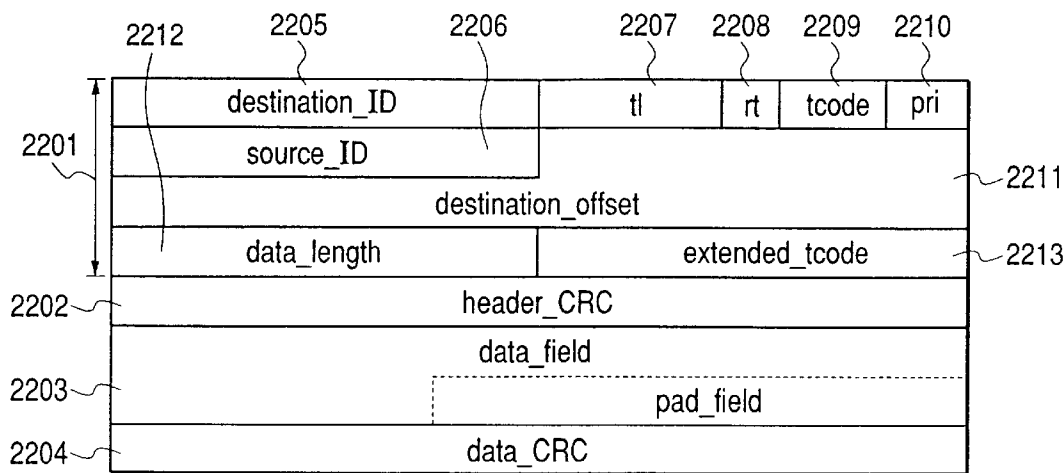 2212 2205 2206 2207 2208 2209 2210
destination_ID tl rt tcode pri
2201 source_ID
2211
destination_offset
data_length extended_tcode 2213
2202 header_CRC
data_field
2203 pad_field
2204 data_CRC